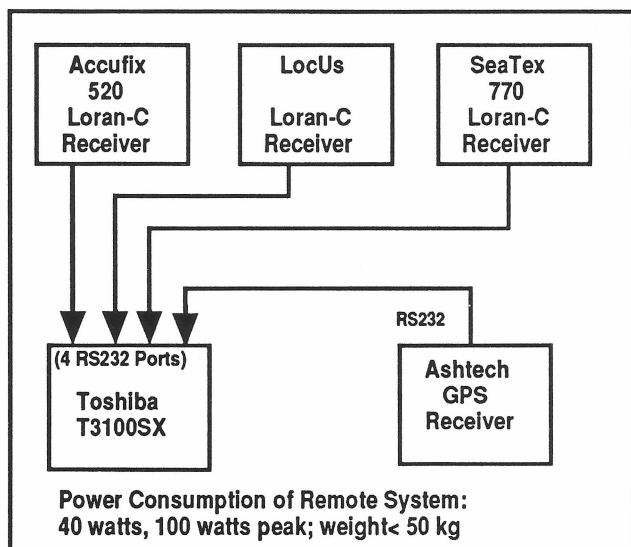 Accufix
520
Loran-C
Receiver
LocUs
Loran-C
Receiver
SeaTex
770
Loran-C
Receiver
RS232
(4 RS232 Ports)
Toshiba
T3100SX
Ashtech
GPS
Receiver
Power Consumption of Remote System:
40 watts, 100 watts peak; weight< 50 kg